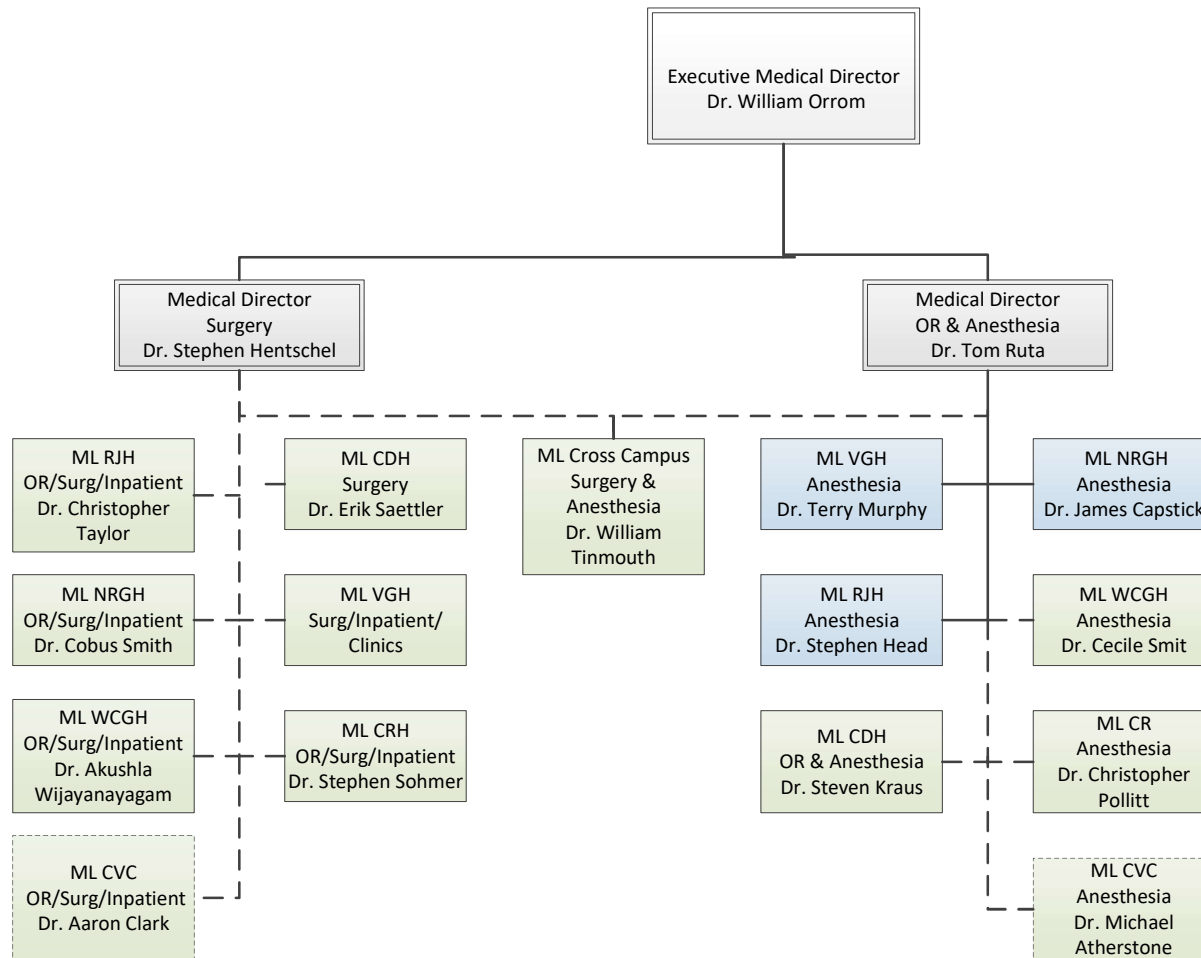 Executive Medical Director
Dr. William Orrom
Medical Director
Surgery
Dr. Stephen Hentschel
Medical Director
OR & Anesthesia
Dr. Tom Ruta
ML RJH
OR/Surg/Inpatient
Dr. Christopher
Taylor
ML CDH
Surgery
Dr. Erik Saettler
ML Cross Campus
Surgery &
Anesthesia
Dr. William
Tinmouth
ML VGH
Anesthesia
Dr. Terry Murphy
ML NRGH
Anesthesia
Dr. James Capstick
ML NRGH
OR/Surg/Inpatient
Dr. Cobus Smith
ML VGH
Surg/Inpatient/
Clinics
ML RJH
Anesthesia
Dr. Stephen Head
ML WCGH
Anesthesia
Dr. Cecile Smit
ML WCGH
OR/Surg/Inpatient
Dr. Akushla
Wijayanayagam
ML CRH
OR/Surg/Inpatient
Dr. Stephen Sohmer
ML CDH
OR & Anesthesia
Dr. Steven Kraus
ML CR
Anesthesia
Dr. Christopher
Pollitt
ML CVC
OR/Surg/Inpatient
Dr. Aaron Clark
ML CVC
Anesthesia
Dr. Michael
Atherstone